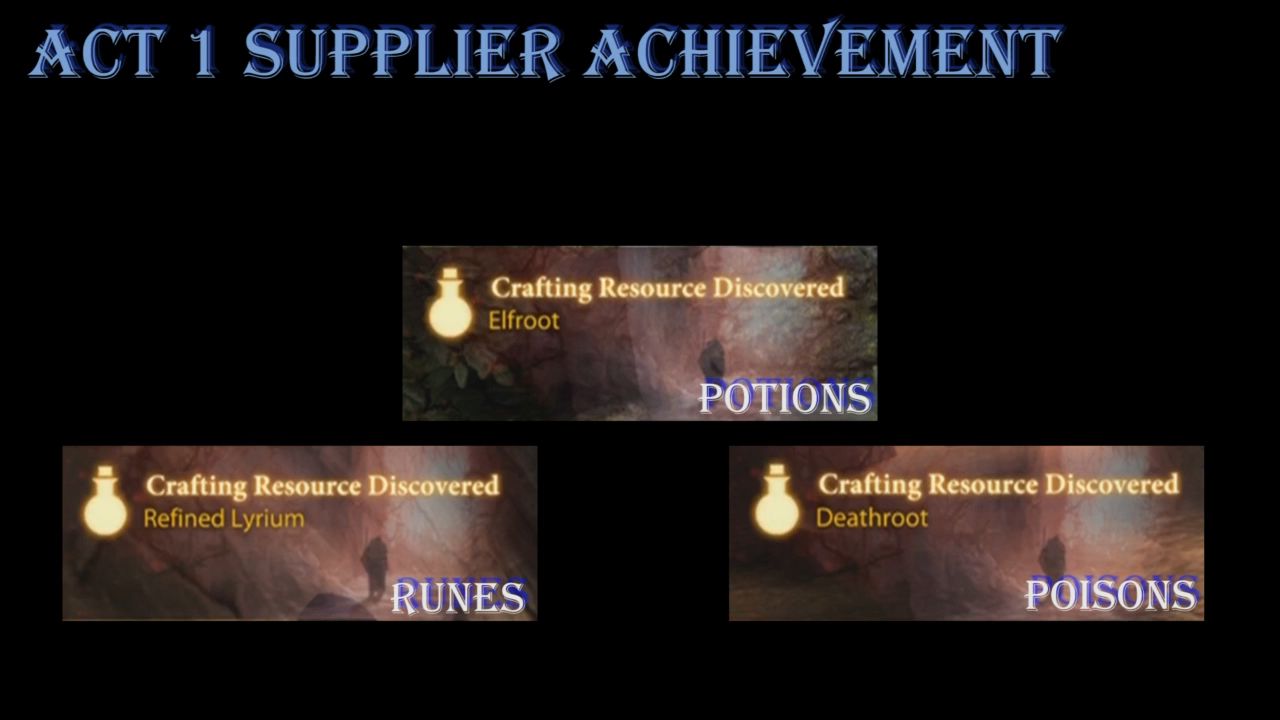 ACT 1 SUPPLIER ACHIEVEMENT
Crafting Resource Discovered
Elfroot
POTIONS
Crafting Resource Discovered
Refined Lyrium
RUNES
Crafting Resource Discovered
Deathroot
POISONS